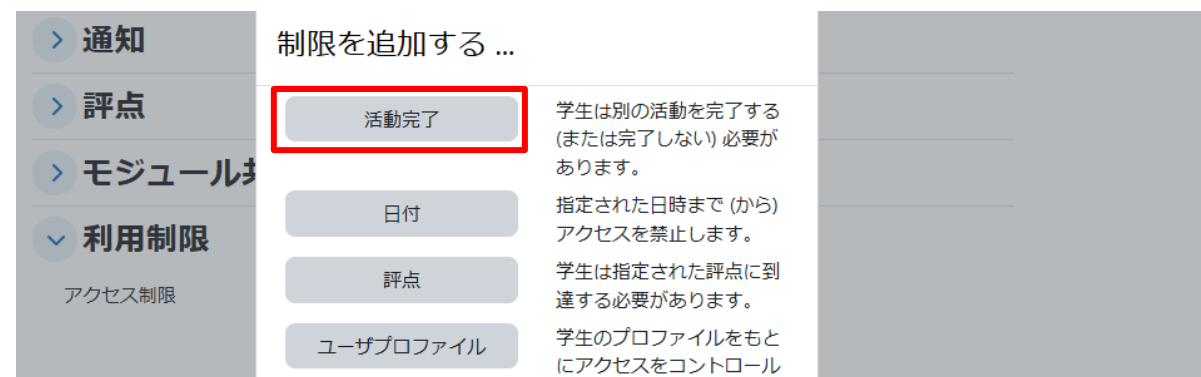 通知
評点
モジュール
利用制限
アクセス制限
制限を追加する ...
活動完了
学生は別の活動を完了する
(または完了しない) 必要が
あります。
日付
指定された日時まで (から)
アクセスを禁止します。
評点
学生は指定された評点に到
達する必要があります。
ユーザプロファイル
学生のプロファイルをもと
にアクセスをコントロール